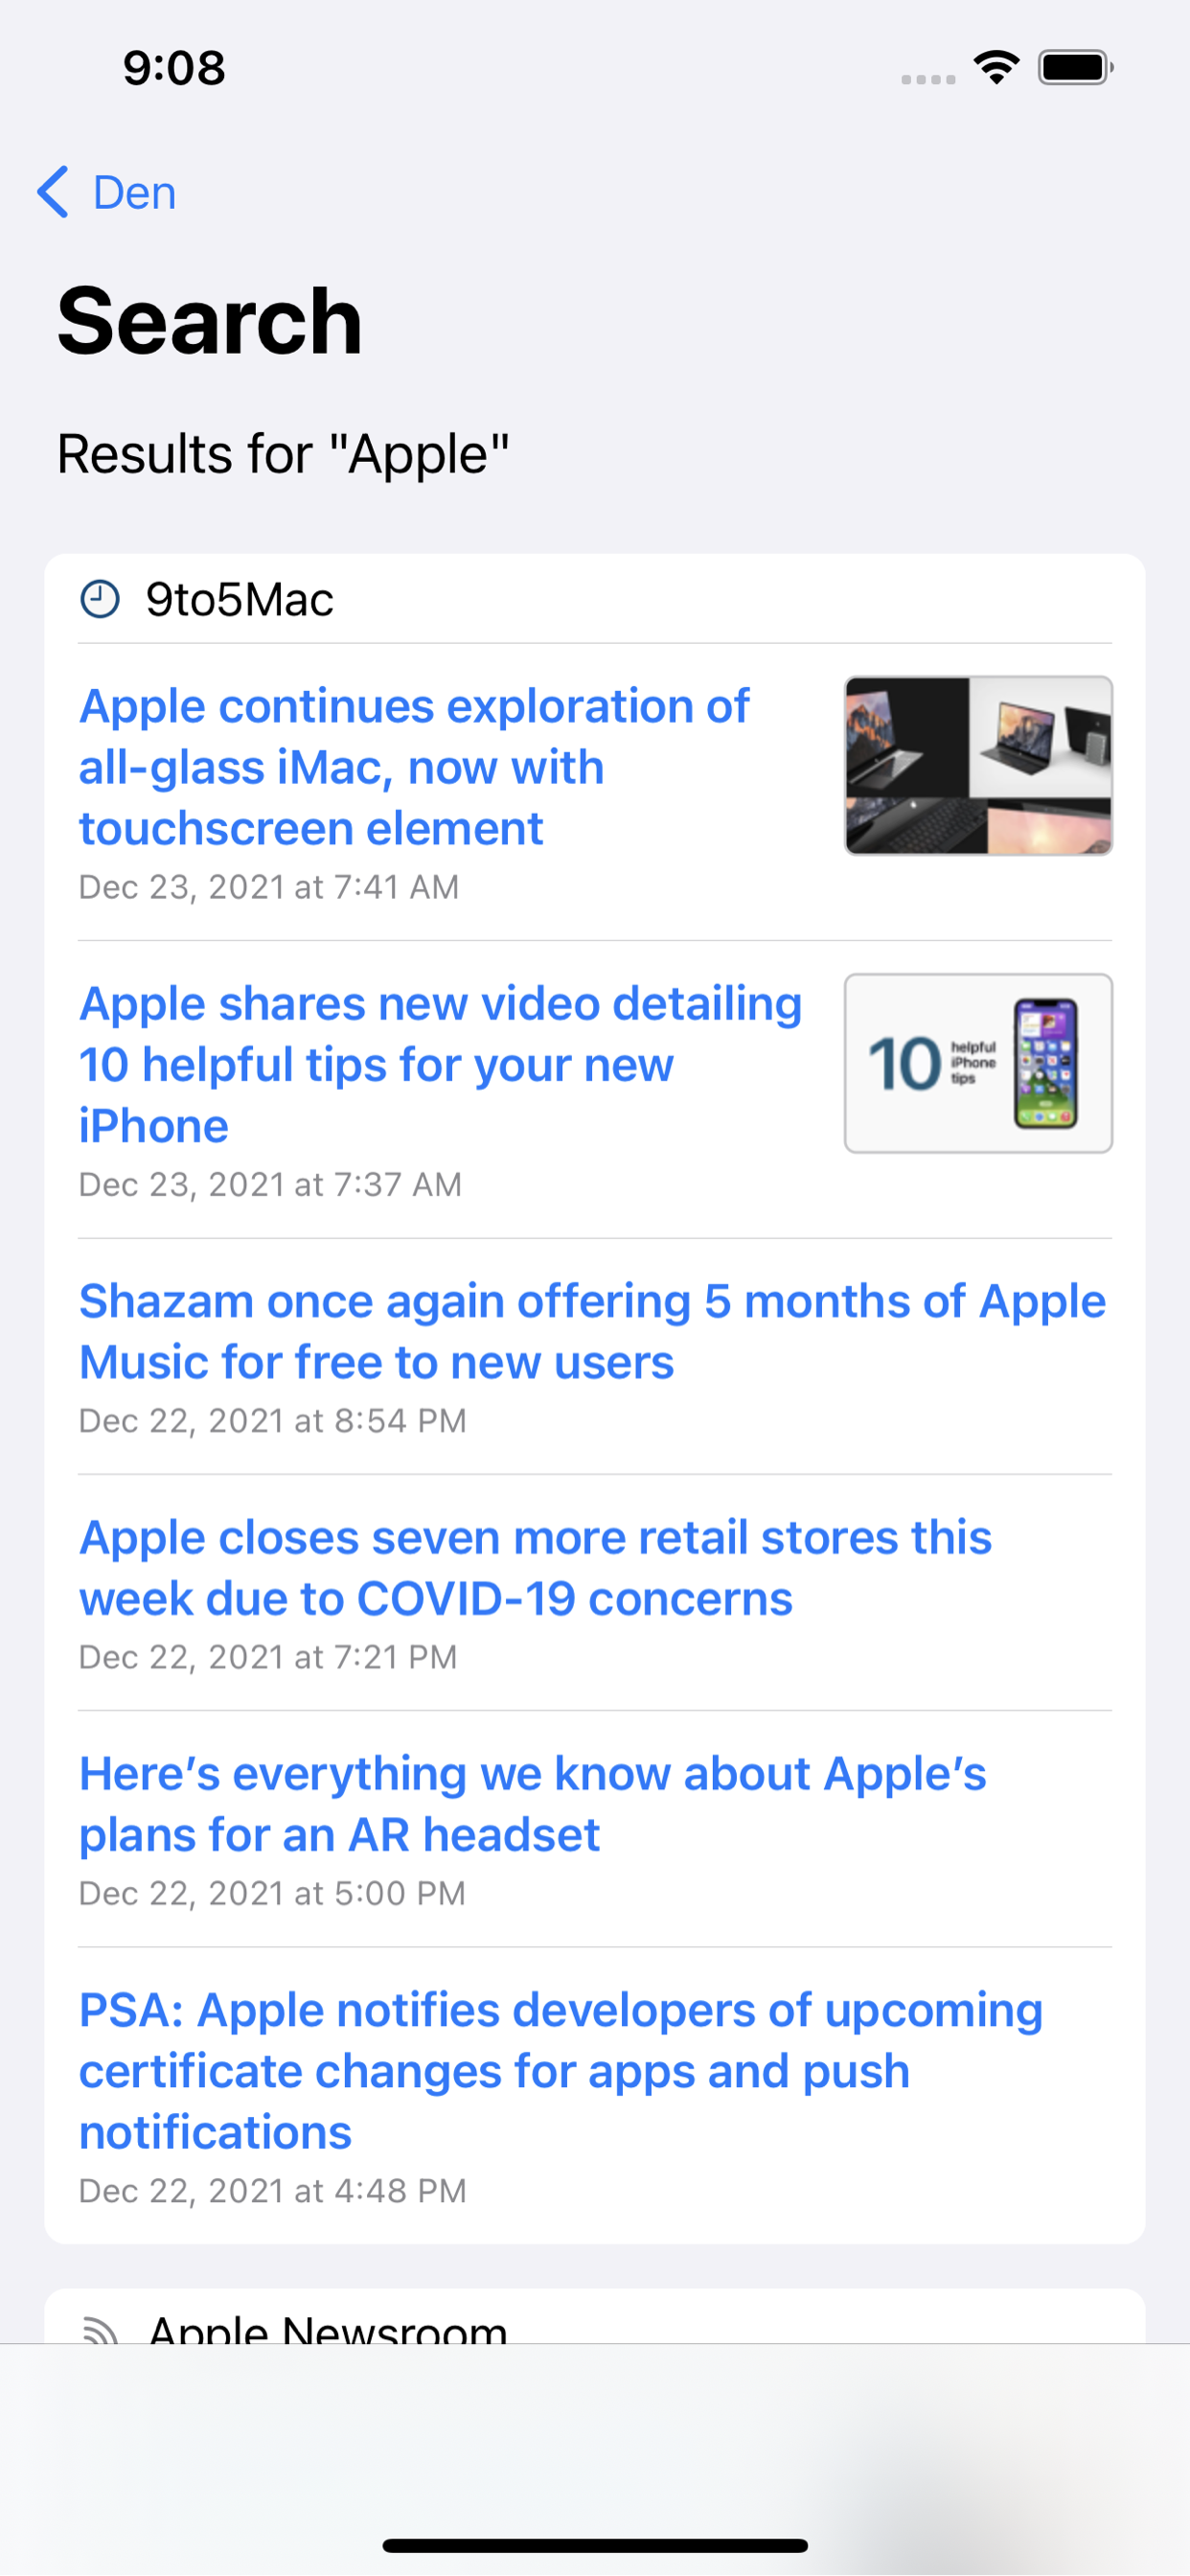 9:08
Den
Search
Results for "Apple"
9to5Mac
Apple continues exploration of
all-glass iMac, now with
touchscreen element
Dec 23, 2021 at 7:41 AM
Apple shares new video detailing
10 helpful tips for your new
iPhone
Dec 23, 2021 at 7:37 AM
10 helpful
iPhone
tips
Shazam once again offering 5 months of Apple
Music for free to new users
Dec 22, 2021 at 8:54 PM
Apple closes seven more retail stores this
week due to COVID-19 concerns
Dec 22, 2021 at 7:21 PM
Here’s everything we know about Apple’s
plans for an AR headset
Dec 22, 2021 at 5:00 PM
PSA: Apple notifies developers of upcoming
certificate changes for apps and push
notifications
Dec 22, 2021 at 4:48 PM
Apple Newsroom